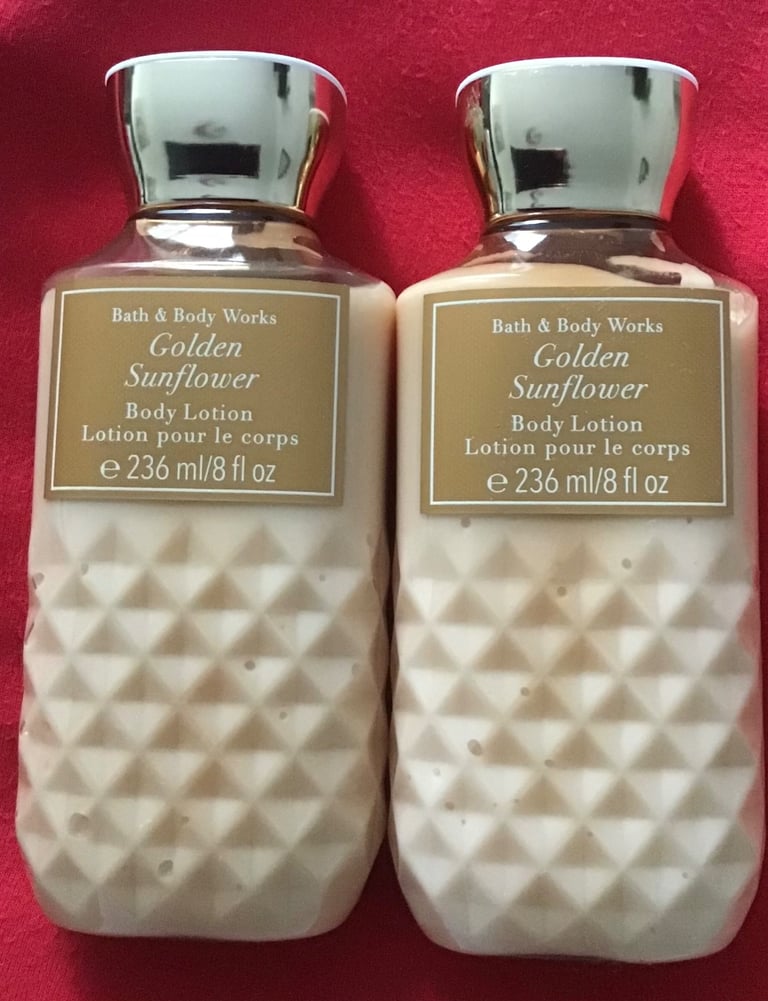 Bath & Body Works
Golden
Sunflower
Body Lotion
Lotion pour le corps
℮ 236 ml/8 fl oz
Bath & Body Works
Golden
Sunflower
Body Lotion
Lotion pour le corps
℮ 236 ml/8 fl oz